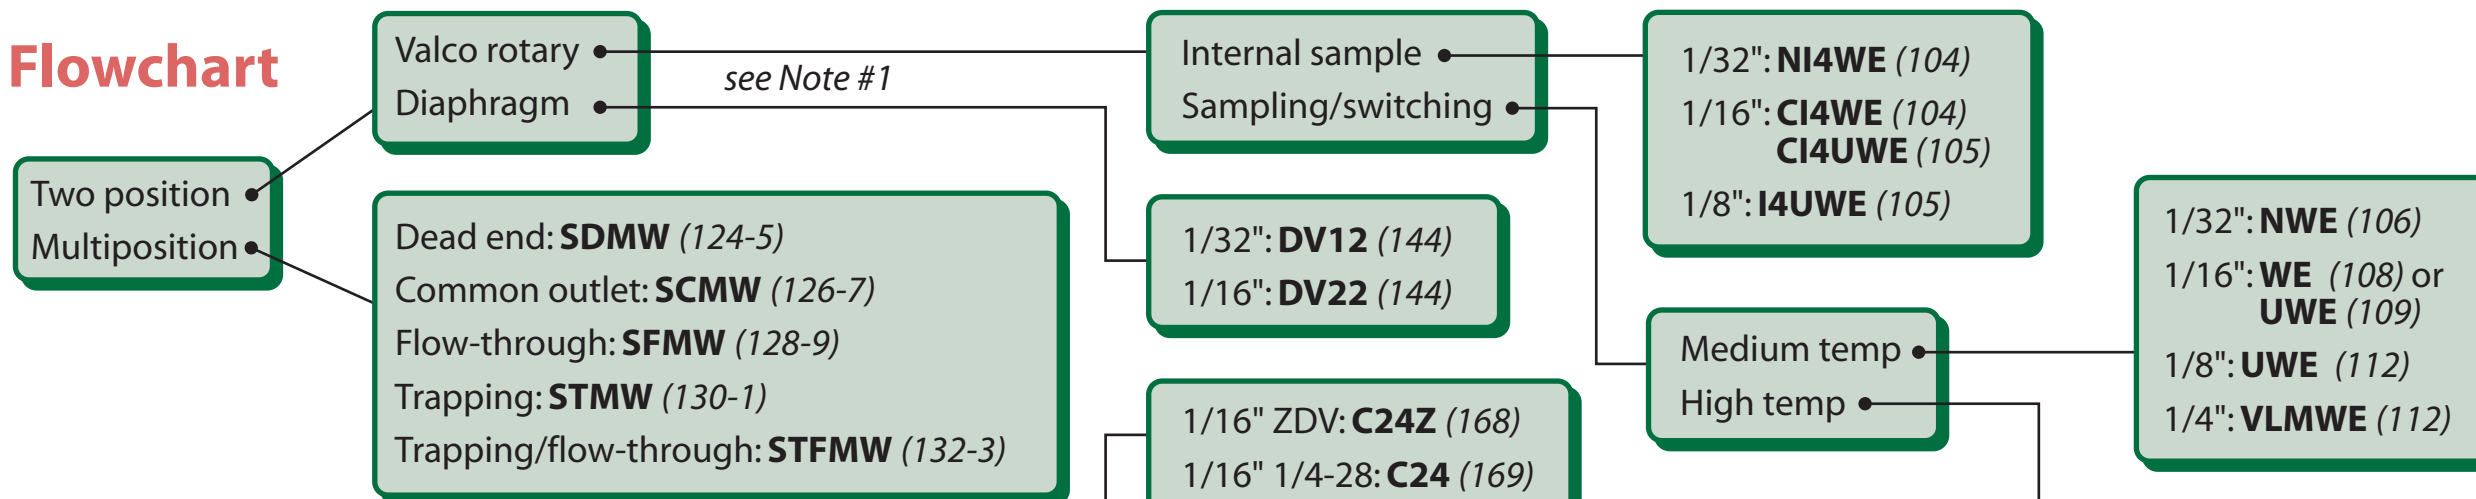 Flowchart
Two position
Multiposition
Valco rotary
Diaphragm
see Note #1
Dead end: SDMW (124-5)
Common outlet: SCMW (126-7)
Flow-through: SFMW (128-9)
Trapping: STMW (130-1)
Trapping/flow-through: STFMW (132-3)
Internal sample
Sampling/switching
1/32": DV12 (144)
1/16": DV22 (144)
1/16" ZDV: C24Z (168)
1/16" 1/4-28: C24 (169)
1/32": NI4WE (104)
1/16": CI4WE (104)
CI4UWE (105)
1/8": I4UWE (105)
Medium temp
High temp
1/32": NWE (106)
1/16": WE (108) or
UWE (109)
1/8": UWE (112)
1/4": VLMWE (112)